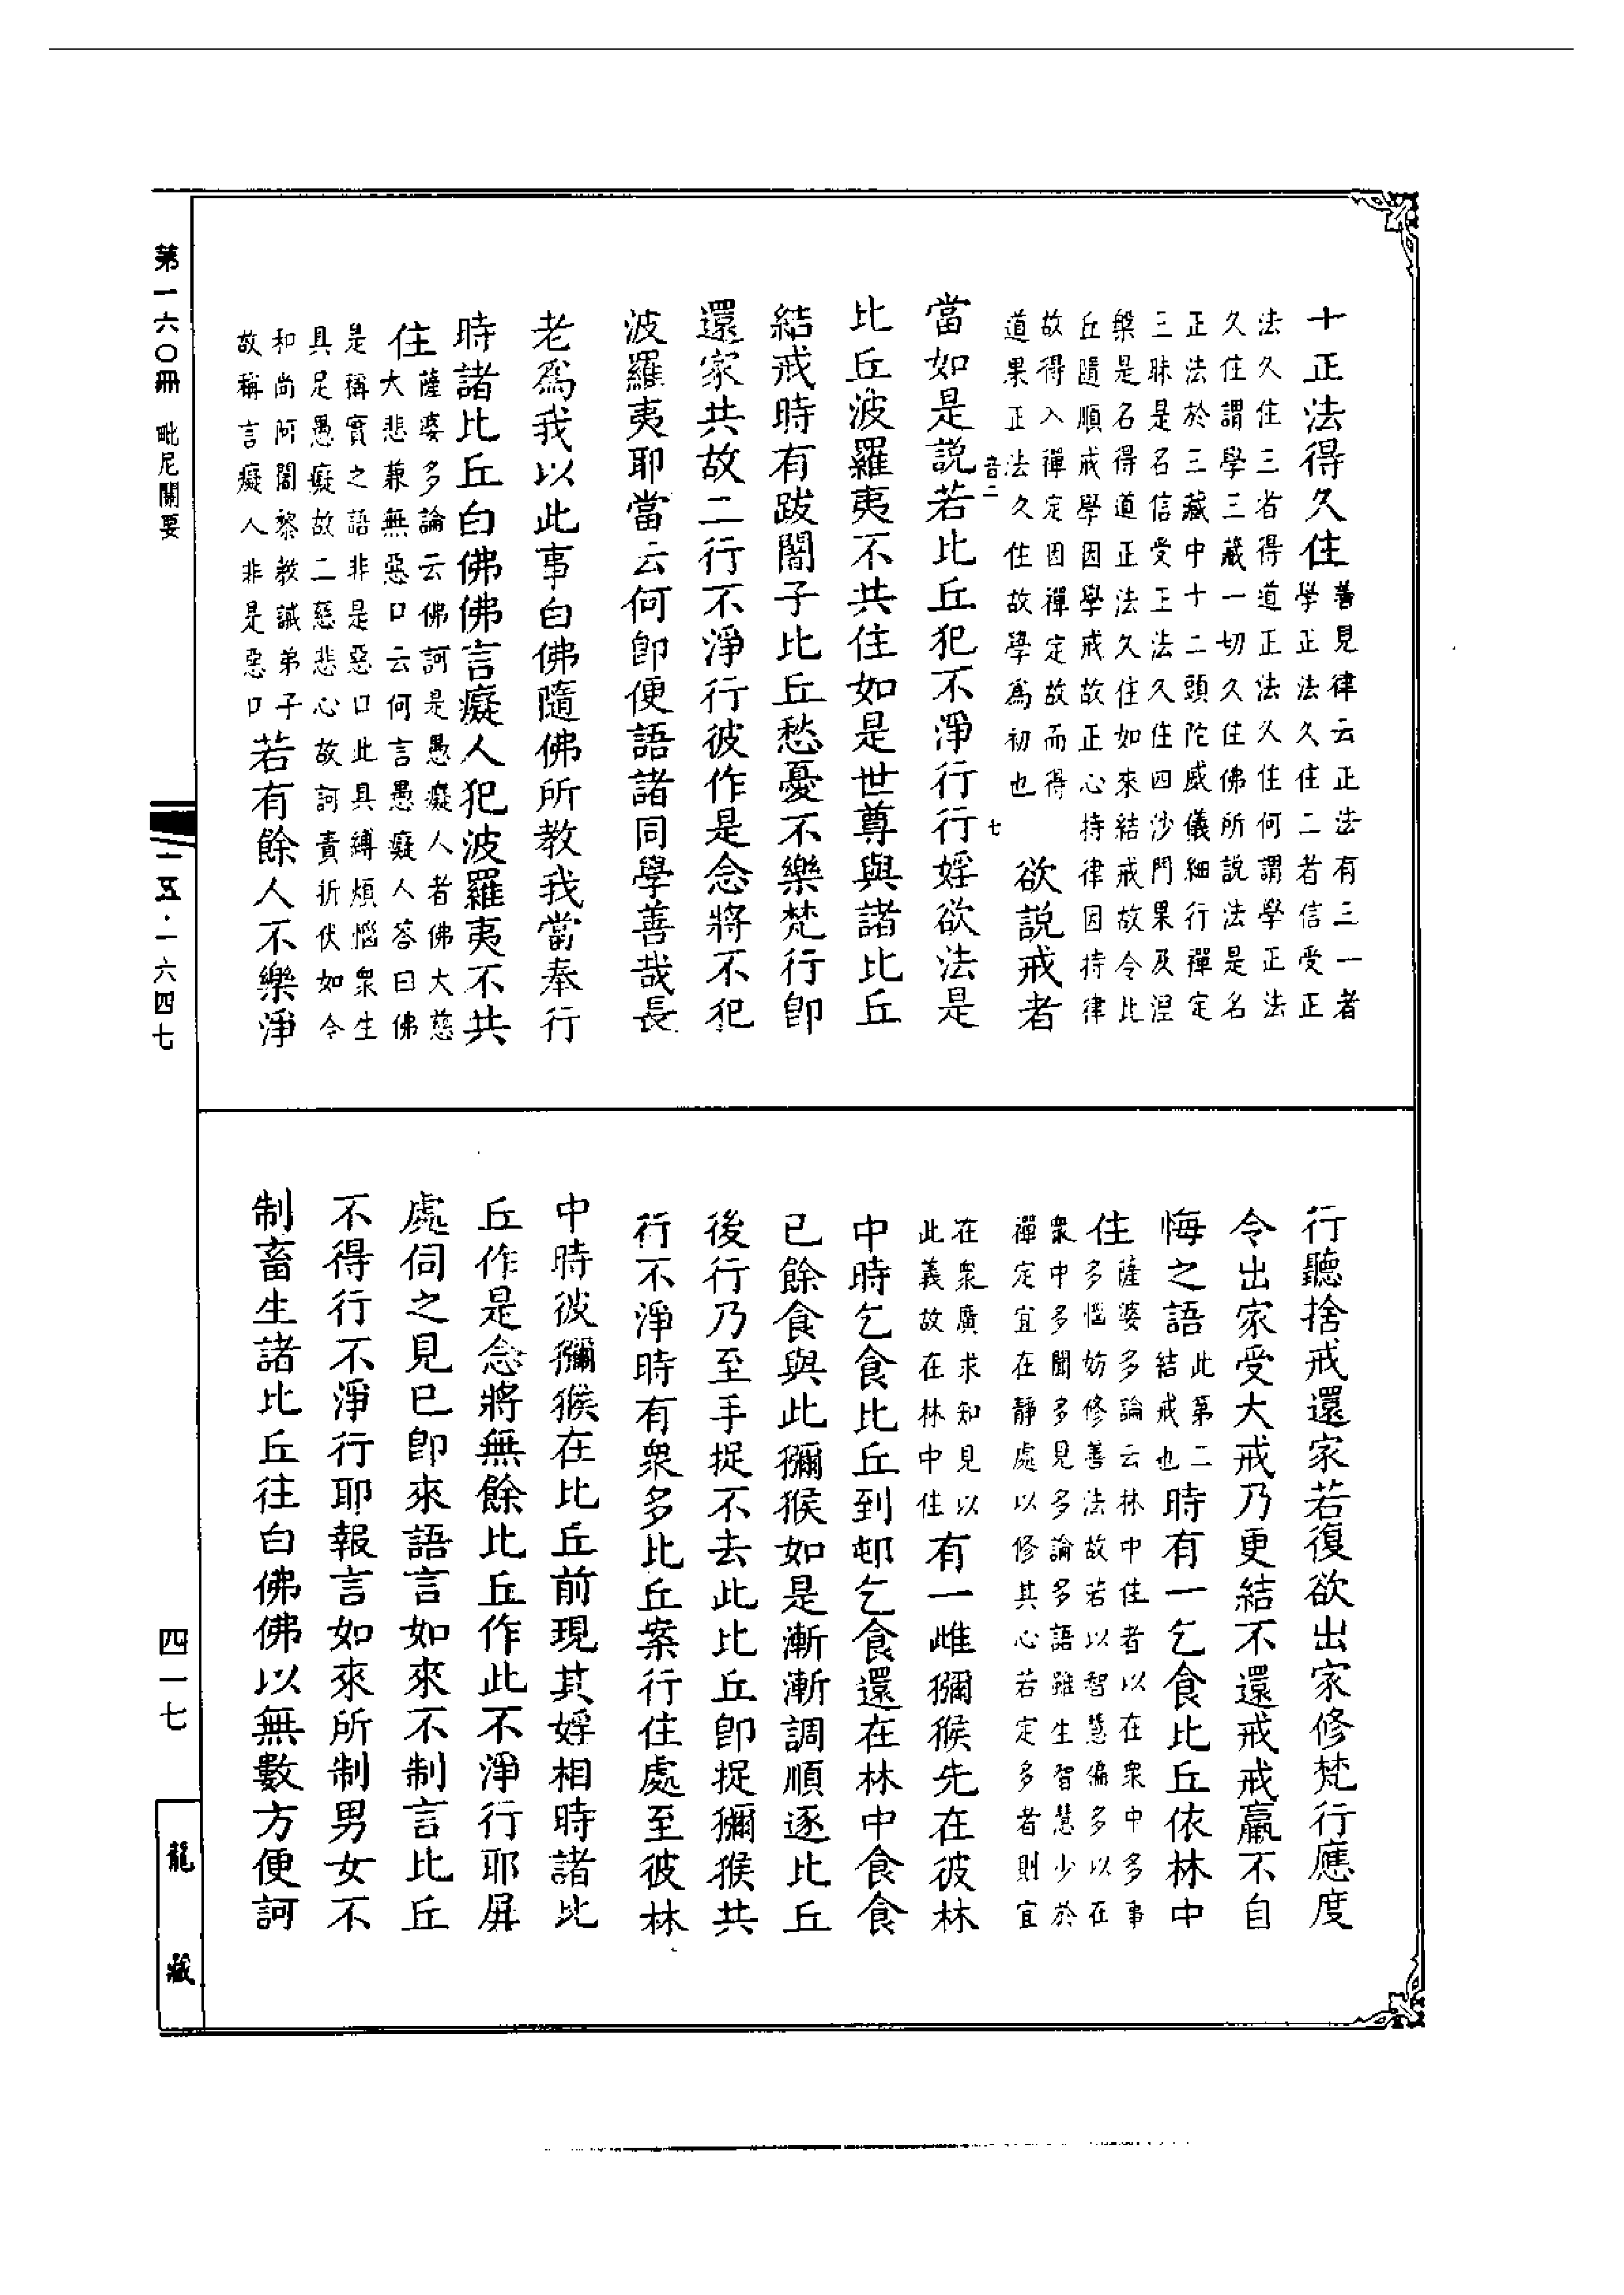 十正法得久住善見律云正法有三一者
學正法久住二者信受正
法久住三者得道正法久住何謂學正法
久住謂學三藏一切久住佛所說法是名
正法於三藏中十二頭陀威儀細行禪定
三昧是名信受正法久住四沙門果及涅
槃是名得道正法久住如來結戒故令比
丘隨順戒學因學戒故正心持律因持律
故得入禪定因禪定故而得
道果正法久住故學爲初也
欲說戒者
音二 七
當如是說若比丘犯不淨行行婬欲法是
比丘波羅夷不共住如是世尊與諸比丘
結戒時有跋闍子比丘愁憂不樂梵行卽
還家共故二行不淨行彼作是念將不犯
波羅夷耶當云何卽便語諸同學善哉長
老爲我以此事白佛隨佛所教我當奉行
時諸比丘白佛佛言癡人犯波羅夷不共
住
薩婆多論云佛訶是愚癡人者佛大慈
大悲兼無惡口云何言愚癡人答曰佛
是稱實之語非是惡口此具縛煩惱衆生
具足愚癡故二慈悲心故訶責折伏如令
和尚阿闍黎教誡弟子
故稱言癡人非是惡口
若有餘人不樂淨
行聽捨戒還家若復欲出家修梵行應度
令出家受大戒乃更結不還戒戒羸不自
悔之語
此第二
結戒也
時有一乞食比丘依林中
住
薩婆多論云林中住者以在衆中多事
多惱妨修善法故若以智慧偏多以在
衆中多聞多見多論多語雖生智慧少於
禪定宜在靜處以修其心若定多者則宜
在衆廣求知見以
此義故在林中住
有一雌獼猴先在彼林
中時乞食比丘到邨乞食還在林中食食
已餘食與此獼猴如是漸漸調順逐比丘
後行乃至手捉不去此比丘卽捉獼猴共
行不淨時有衆多比丘案行住處至彼林
中時彼獼猴在比丘前現其婬相時諸比
丘作是念將無餘比丘作此不淨行耶屏
處伺之見已卽來語言如來不制言比丘
不得行不淨行耶報言如來所制男女不
制畜生諸比丘往白佛佛以無數方便訶
第一六〇冊 毗尼關要
一五·一六四七
四一七
龍藏